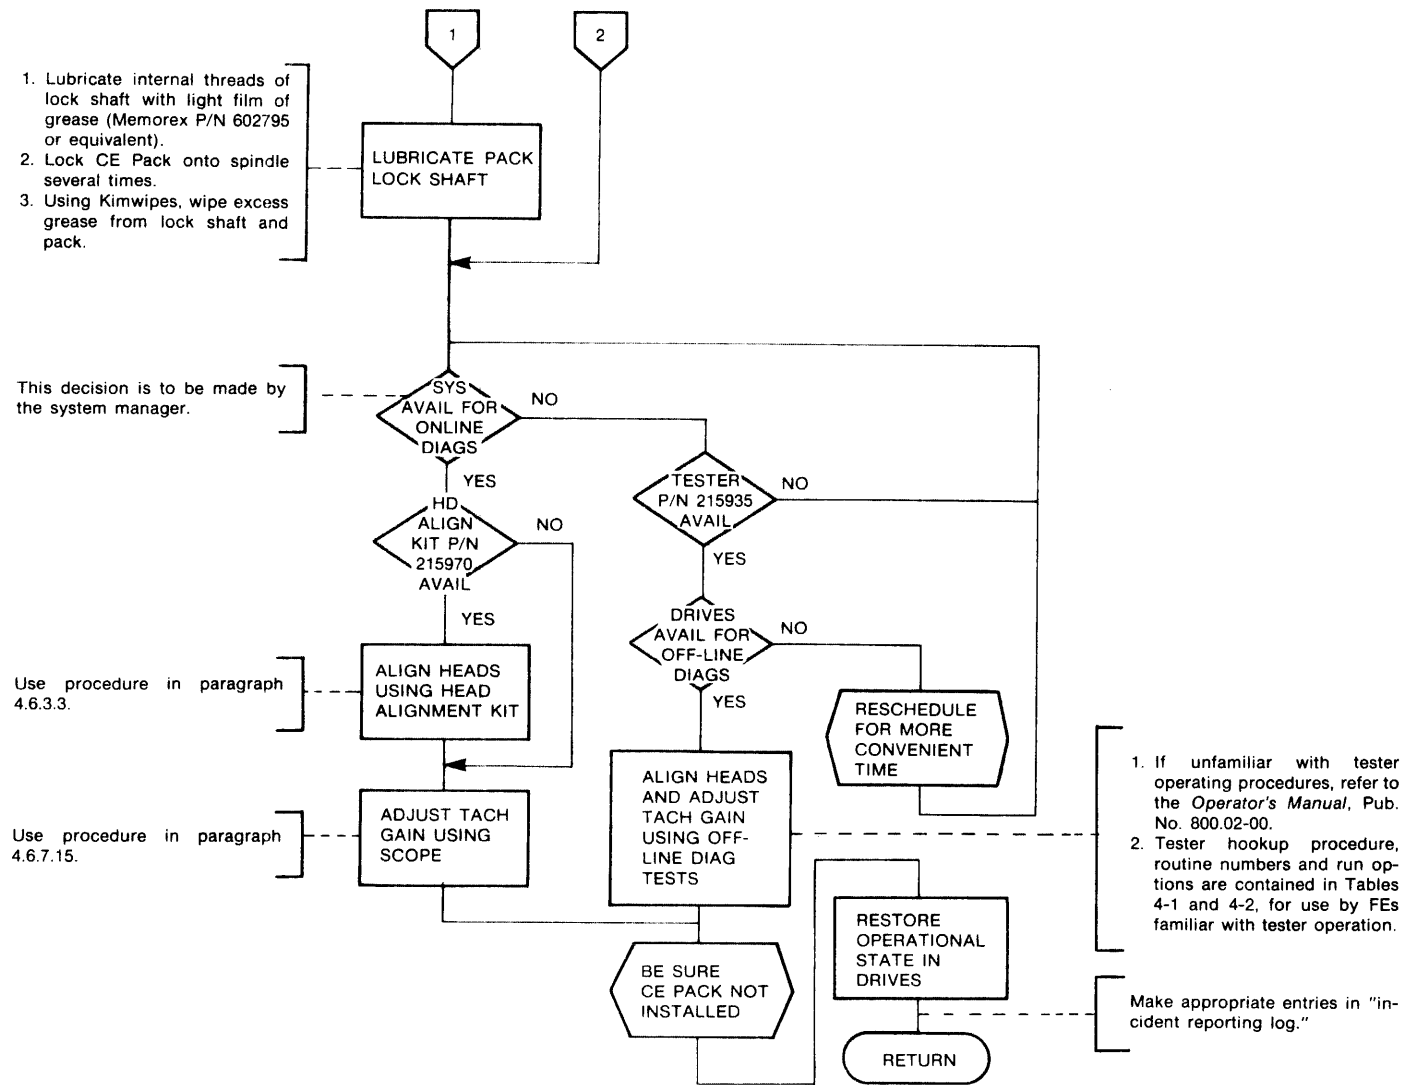 1
2
1. Lubricate internal threads of
lock shaft with light film of
grease (Memorex P/N 602795
or equivalent).
2. Lock CE Pack onto spindle
several times.
3. Using Kimwipes, wipe excess
grease from lock shaft and
pack.
LUBRICATE PACK
LOCK SHAFT
This decision is to be made by
the system manager.
SYS
AVAIL FOR
ONLINE
DIAGS
NO
YES
TESTER
P/N 215935
AVAIL
NO
YES
HD
ALIGN
KIT P/N
215970
AVAIL
NO
YES
DRIVES
AVAIL FOR
OFF-LINE
DIAGS
NO
YES
Use procedure in paragraph
4.6.3.3.
ALIGN HEADS
USING HEAD
ALIGNMENT KIT
RESCHEDULE
FOR MORE
CONVENIENT
TIME
Use procedure in paragraph
4.6.7.15.
ADJUST TACH
GAIN USING
SCOPE
ALIGN HEADS
AND ADJUST
TACH GAIN
USING OFF-
LINE DIAG
TESTS
1. If unfamiliar with tester
operating procedures, refer to
the Operator's Manual, Pub.
No. 800.02-00.
2. Tester hookup procedure,
routine numbers and run op-
tions are contained in Tables
4-1 and 4-2, for use by FEs
familiar with tester operation.
BE SURE
CE PACK NOT
INSTALLED
RESTORE
OPERATIONAL
STATE IN
DRIVES
Make appropriate entries in "in-
cident reporting log."
RETURN